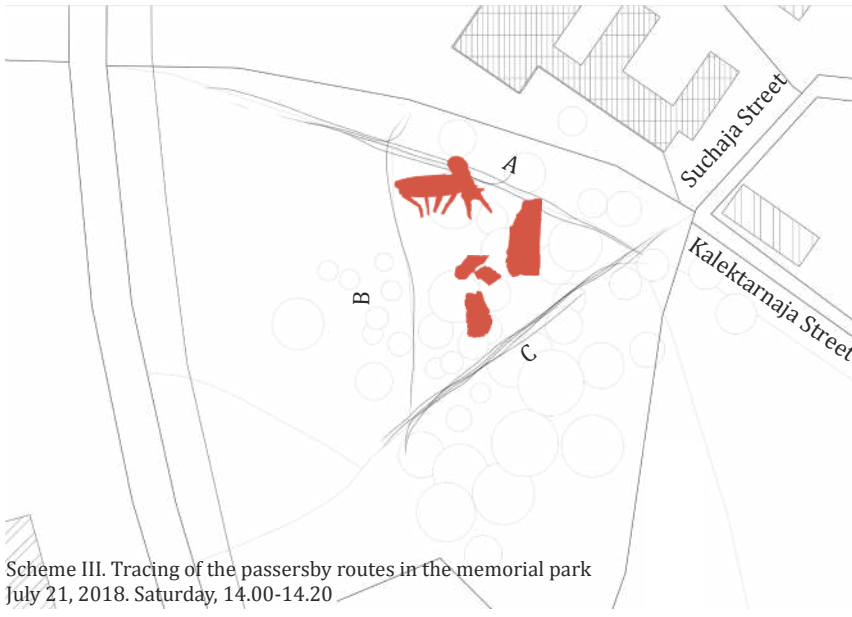 Suchaja Street
A
Kalektarnaja Street
B
C
Scheme III. Tracing of the passersby routes in the memorial park
July 21, 2018. Saturday, 14.00-14.20